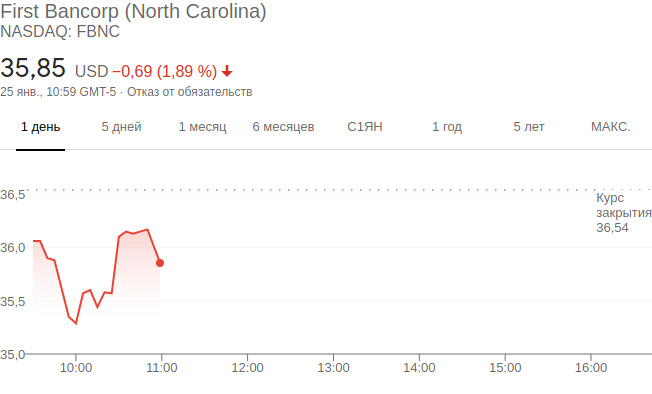 First Bancorp (North Carolina)
NASDAQ: FBNC
35,85 USD −0,69 (1,89 %)
25 янв., 10:59 GMT-5 · Отказ от обязательств
1 день 5 дней 1 месяц 6 месяцев С1ЯН 1 год 5 лет МАКС.
36,5
Курс
закрытия
36,54
36,0
35,5
35,0
10:00 11:00 12:00 13:00 14:00 15:00 16:00